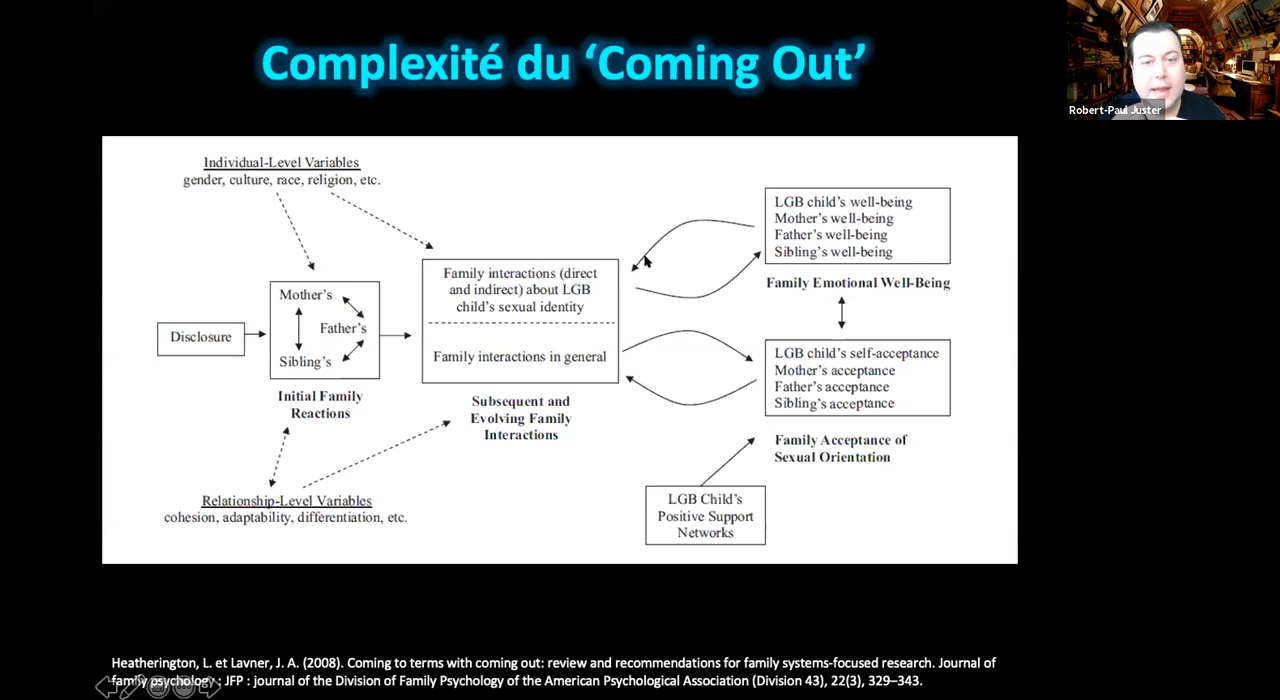 Complexité du ‘Coming Out’
Robert-Paul Juster
Individual-Level Variables
gender, culture, race, religion, etc.
Disclosure
Mother’s
Father’s
Sibling’s
Initial Family
Reactions
Relationship-Level Variables
cohesion, adaptability, differentiation, etc.
Family interactions (direct
and indirect) about LGB
child’s sexual identity
Family interactions in general
Subsequent and
Evolving Family
Interactions
LGB child’s well-being
Mother’s well-being
Father’s well-being
Sibling’s well-being
Family Emotional Well-Being
LGB child’s self-acceptance
Mother’s acceptance
Father’s acceptance
Sibling’s acceptance
Family Acceptance of
Sexual Orientation
LGB Child’s
Positive Support
Networks
Heatherington, L. et Lavner, J. A. (2008). Coming to terms with coming out: review and recommendations for family systems-focused research. Journal of
family psychology : JFP : journal of the Division of Family Psychology of the American Psychological Association (Division 43), 22(3), 329–343.